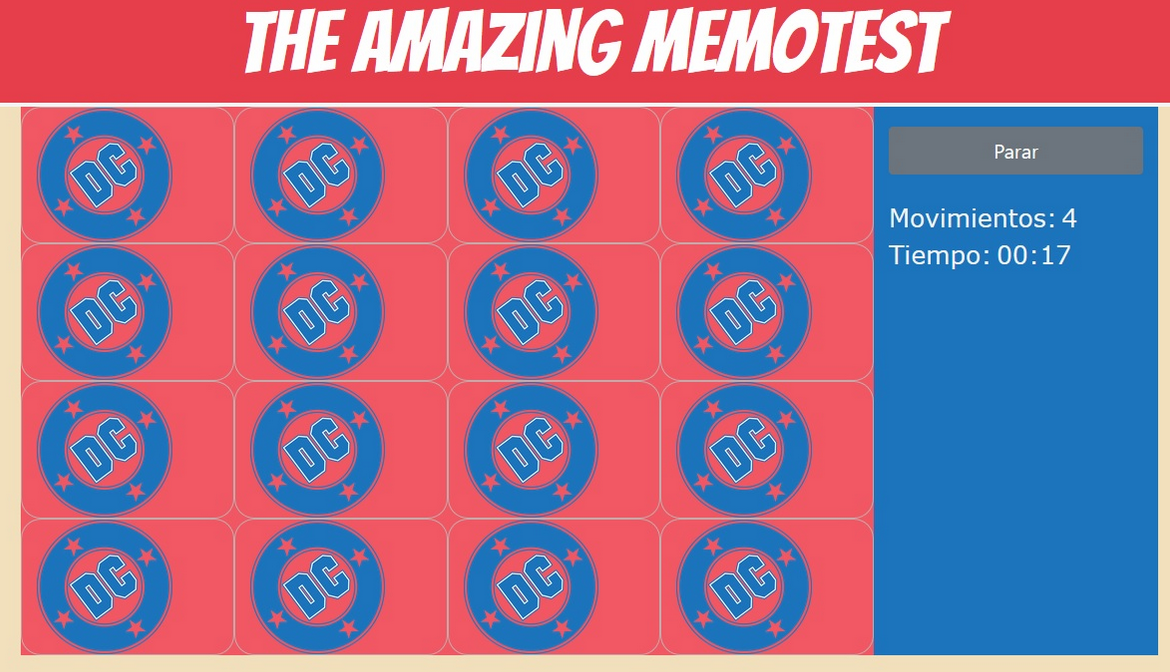 THE AMAZING MEMOTEST
DC DC DC DC
Parar
Movimientos: 4
Tiempo: 00:17
DC DC DC DC
DC DC DC DC
DC DC DC DC